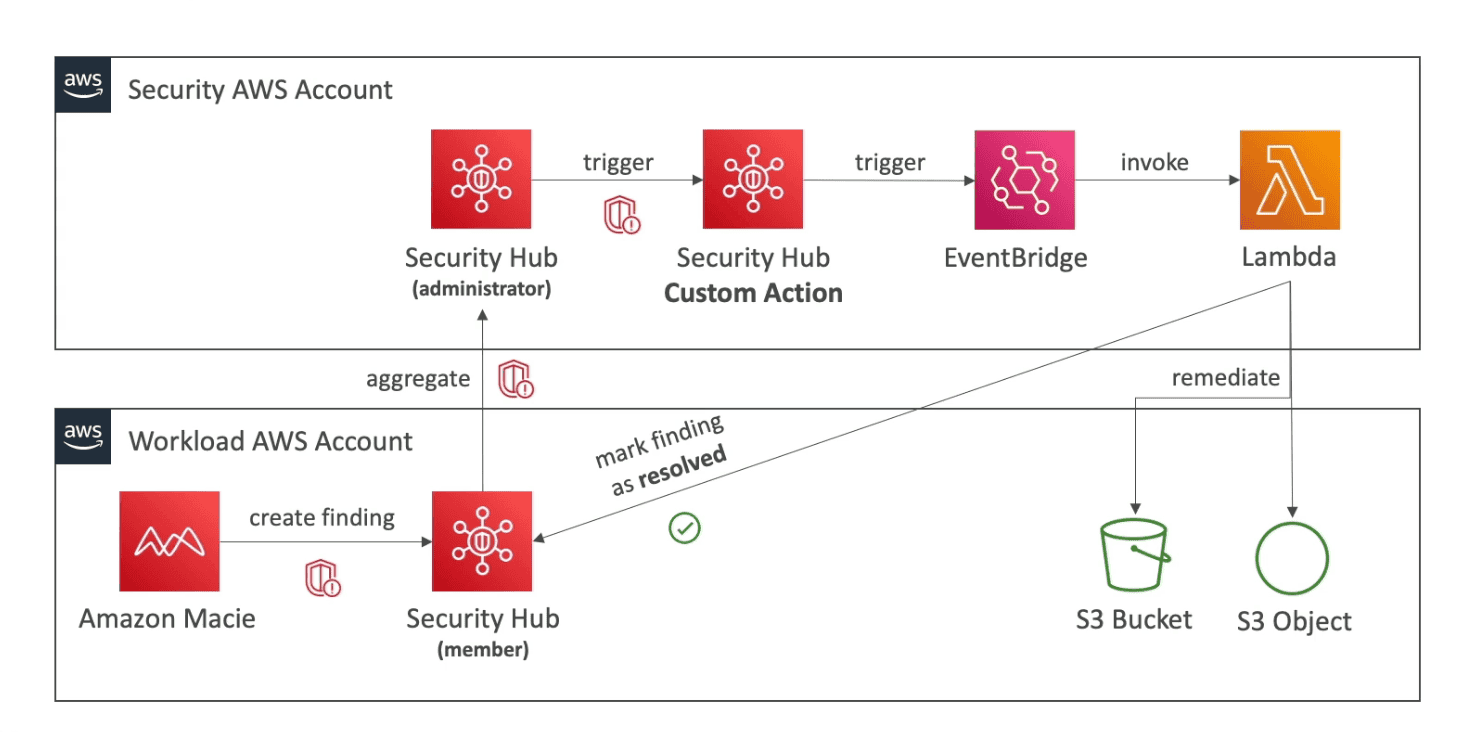 aws
Security AWS Account
trigger
trigger
invoke
Security Hub
(administrator)
Security Hub
Custom Action
EventBridge
Lambda
aggregate
remediate
aws
Workload AWS Account
mark finding
as resolved
create finding
Amazon Macie
Security Hub
(member)
S3 Bucket
S3 Object